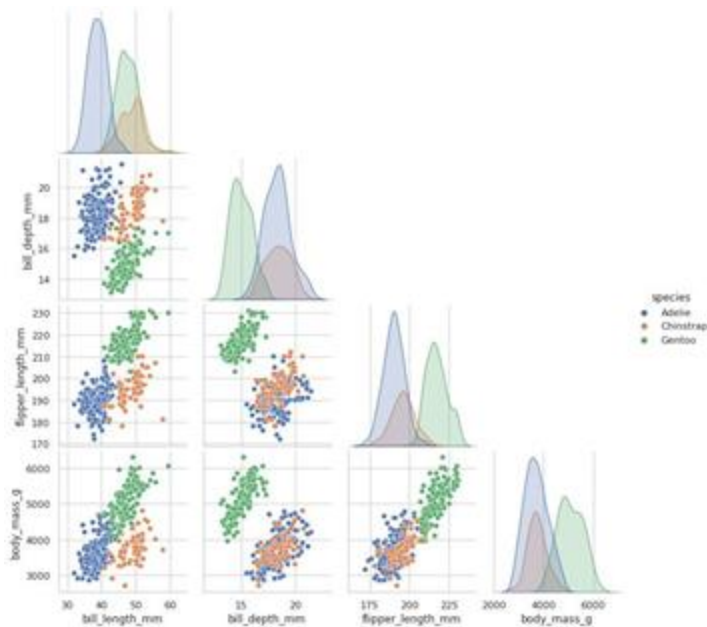 bill_depth_mm
20
18
16
14
species
Adelie
Chinstrap
Gentoo
flipper_length_mm
230
220
210
200
190
180
170
body_mass_g
6000
5000
4000
3000
30 40 50 60
15 20
175 200 225
2000 4000 6000
bill_length_mm
bill_depth_mm
flipper_length_mm
body_mass_g